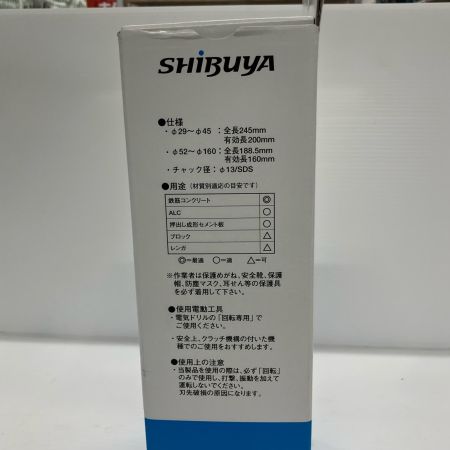 SHiBUYA
●仕様
・φ29～φ45 ：全長245mm
有効長200mm
・φ52～φ160：全長188.5mm
有効長160mm
・チャック径：φ13/SDS
●用途（材質別適応の目安です）
鉄筋コンクリート ◎
ALC ○
押出し成形セメント板 ○
ブロック △
レンガ △
◎=最適 ○=適 △=可
※作業者は保護めがね、安全靴、保護
帽、防塵マスク、耳せん等の保護具
を必ず着用して下さい。
●使用電動工具
・電気ドリルの「回転専用」で
ご使用ください。
・安全上、クラッチ機構の付いた機
種でのご使用をおすすめします。
●使用上の注意
・当製品を使用の際は、必ず「回転」
のみで使用し、打撃、振動を加えて
運転しないでください。
刃先破損の原因になります。